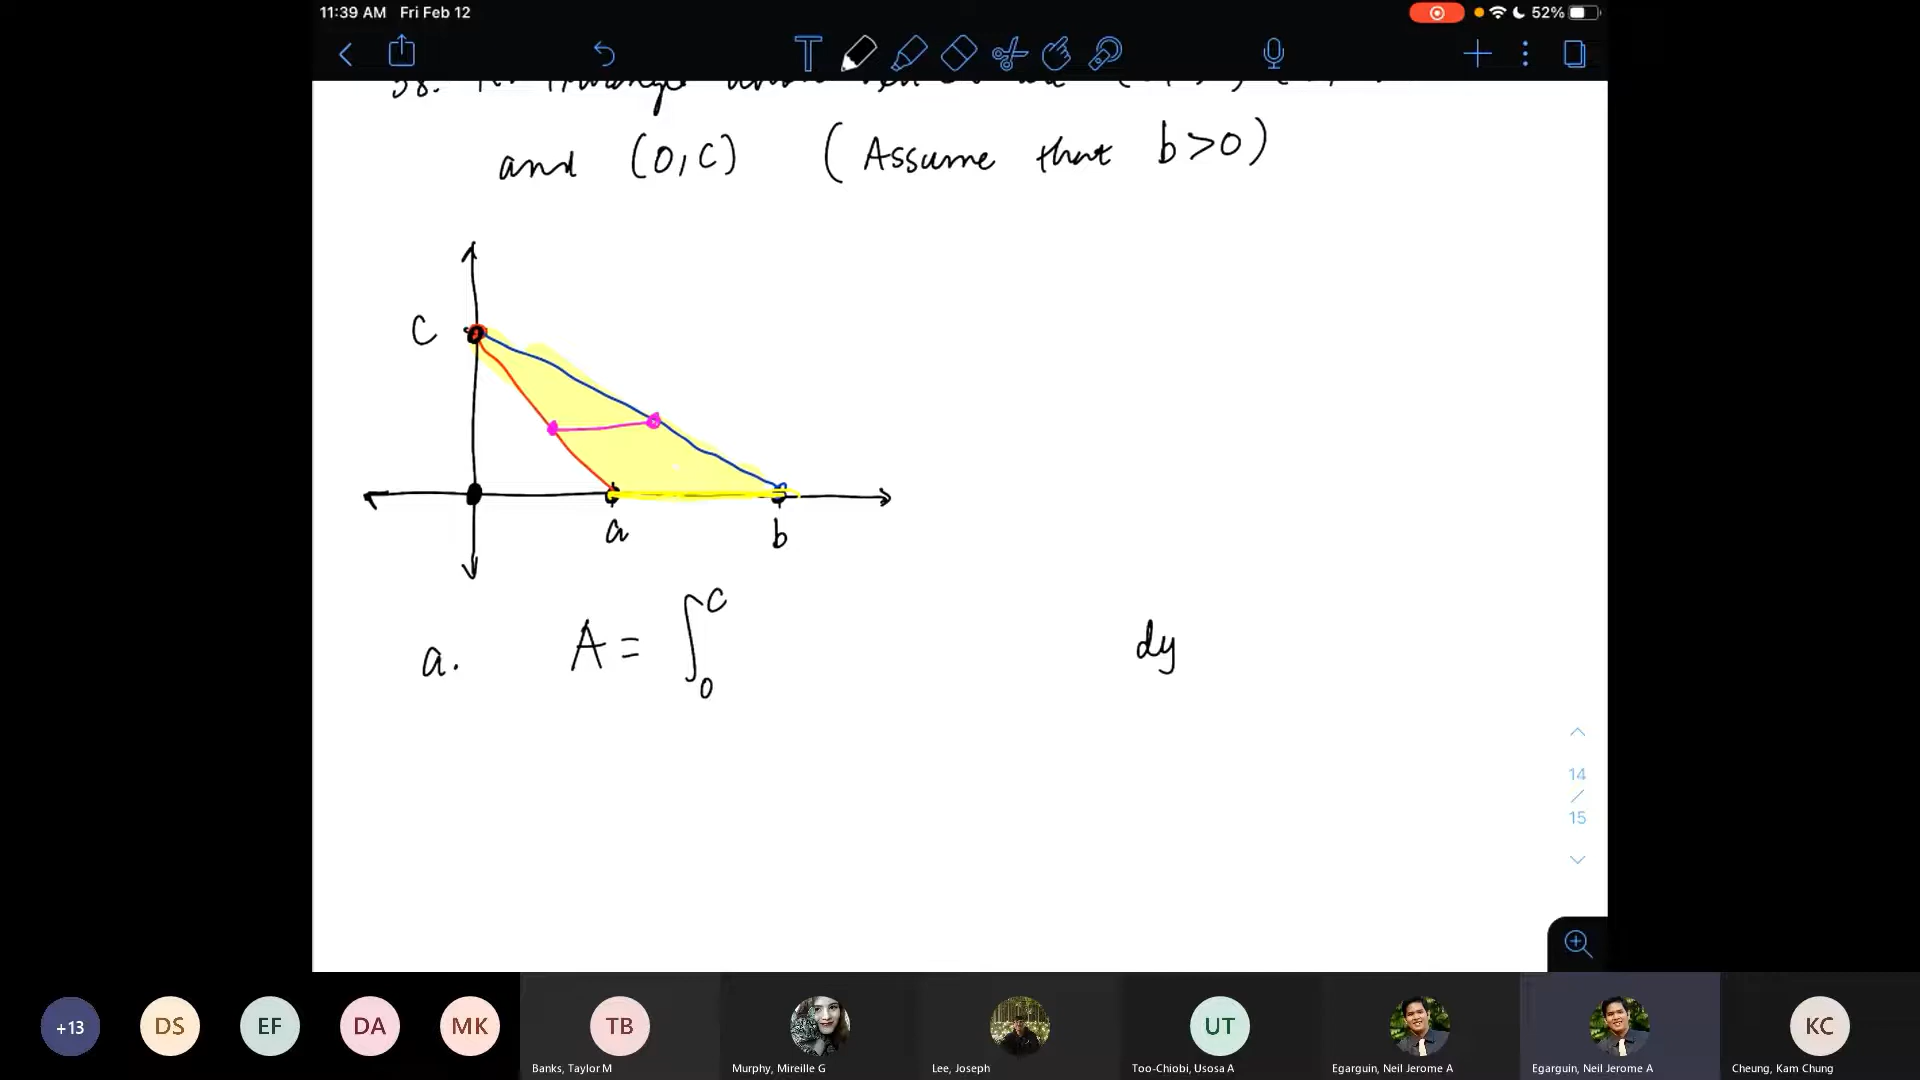 11:39 AM Fri Feb 12
52%
T
38.
and (0,c) (Assume that b>0)
c
a
b
a. A = ∫₀ᶜ dy
14
/
15
+13
DS
EF
DA
MK
TB
UT
KC
Banks, Taylor M
Murphy, Mireille G
Lee, Joseph
Too-Chiobi, Usosa A
Egarguin, Neil Jerome A
Egarguin, Neil Jerome A
Cheung, Kam Chung